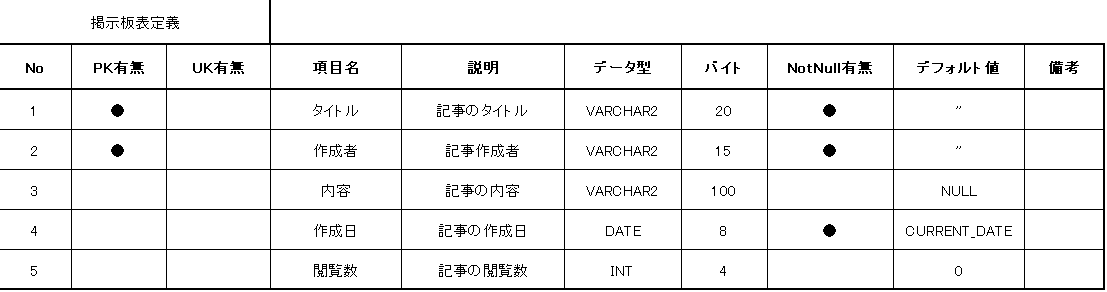 掲示板表定義
No PK有無 UK有無 項目名 説明 データ型 バイト NotNull有無 デフォルト値 備考
1 ● タイトル 記事のタイトル VARCHAR2 20 ● ”
2 ● 作成者 記事作成者 VARCHAR2 15 ● ”
3 内容 記事の内容 VARCHAR2 100 NULL
4 作成日 記事の作成日 DATE 8 ● CURRENT_DATE
5 閲覧数 記事の閲覧数 INT 4 0